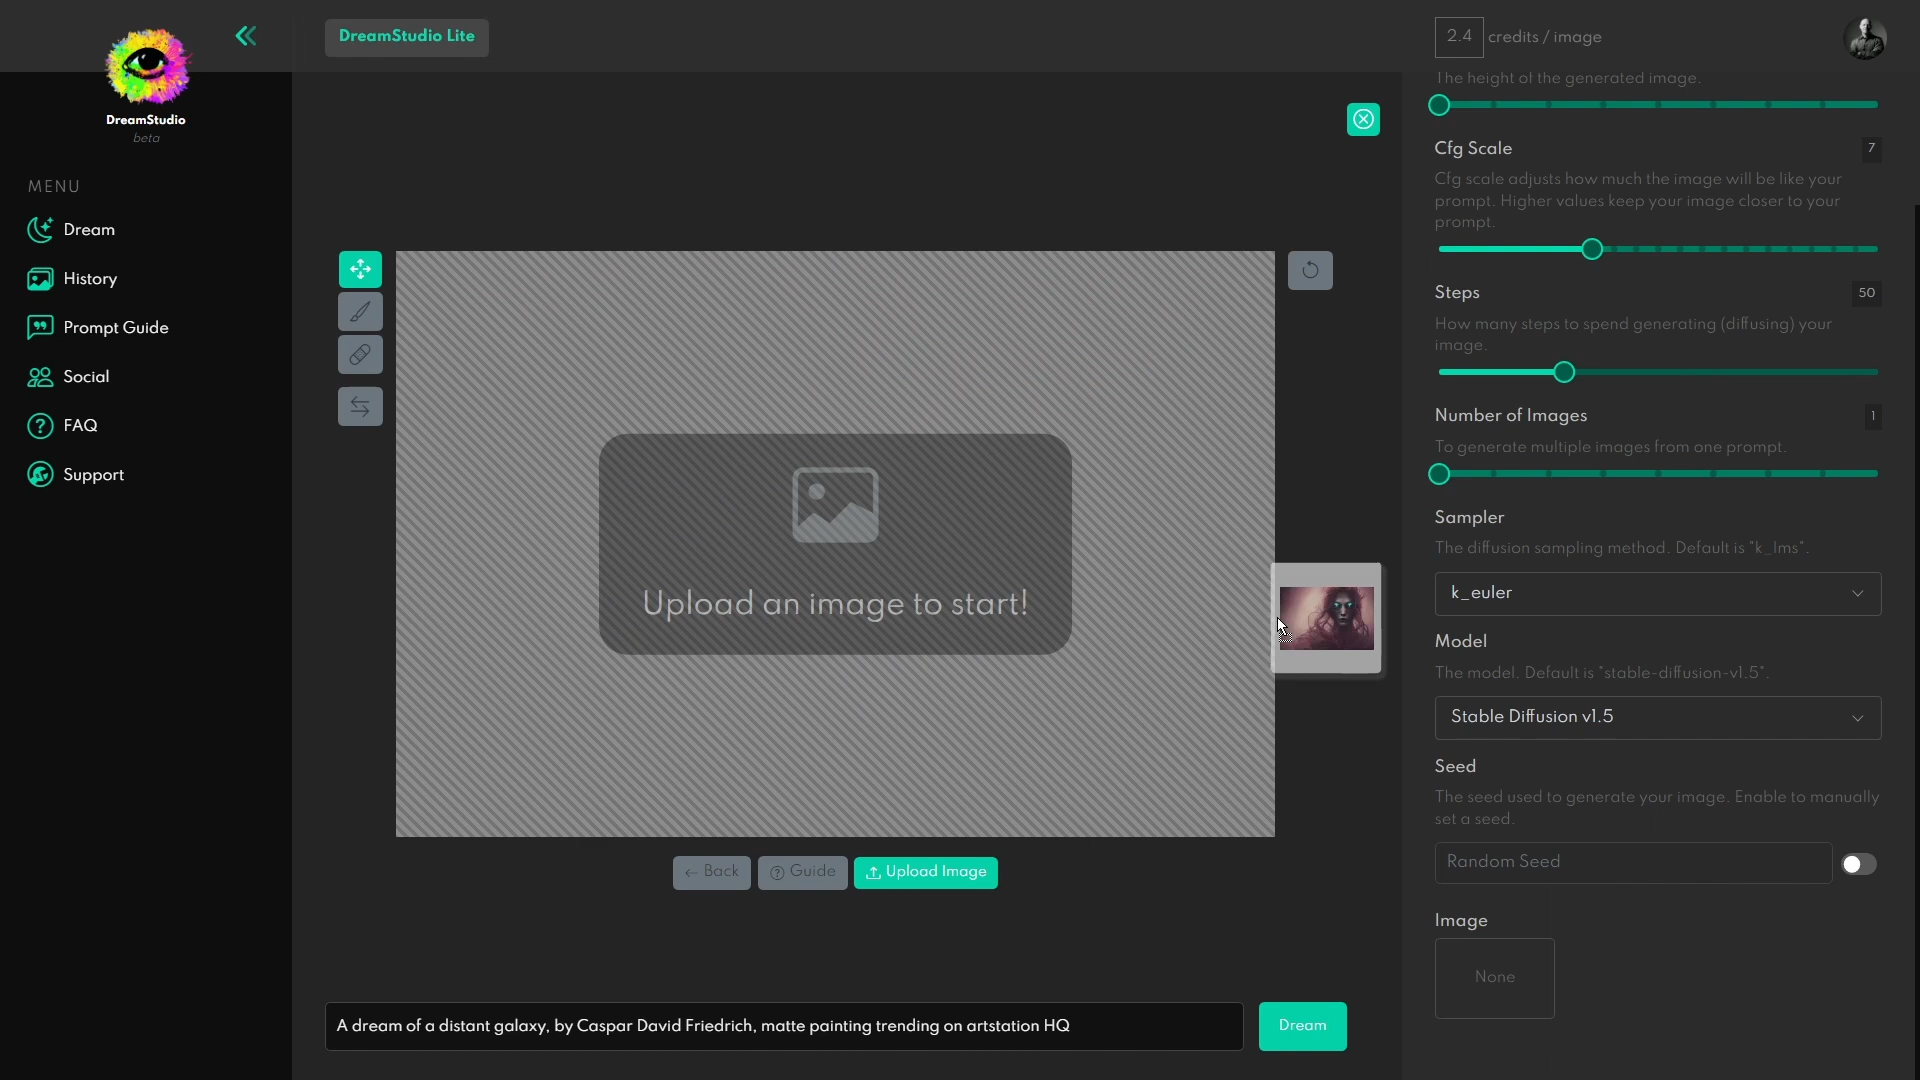 DreamStudio
beta
MENU
Dream
History
Prompt Guide
Social
FAQ
Support
DreamStudio Lite
Upload an image to start!
← Back
Guide
Upload Image
A dream of a distant galaxy, by Caspar David Friedrich, matte painting trending on artstation HQ
Dream
2.4 credits / image
The height of the generated image.
Cfg Scale 7
Cfg scale adjusts how much the image will be like your
prompt. Higher values keep your image closer to your
prompt.
Steps 50
How many steps to spend generating (diffusing) your
image.
Number of Images 1
To generate multiple images from one prompt.
Sampler
The diffusion sampling method. Default is "k_lms".
k_euler
Model
The model. Default is "stable-diffusion-v1.5".
Stable Diffusion v1.5
Seed
The seed used to generate your image. Enable to manually
set a seed.
Random Seed
Image
None